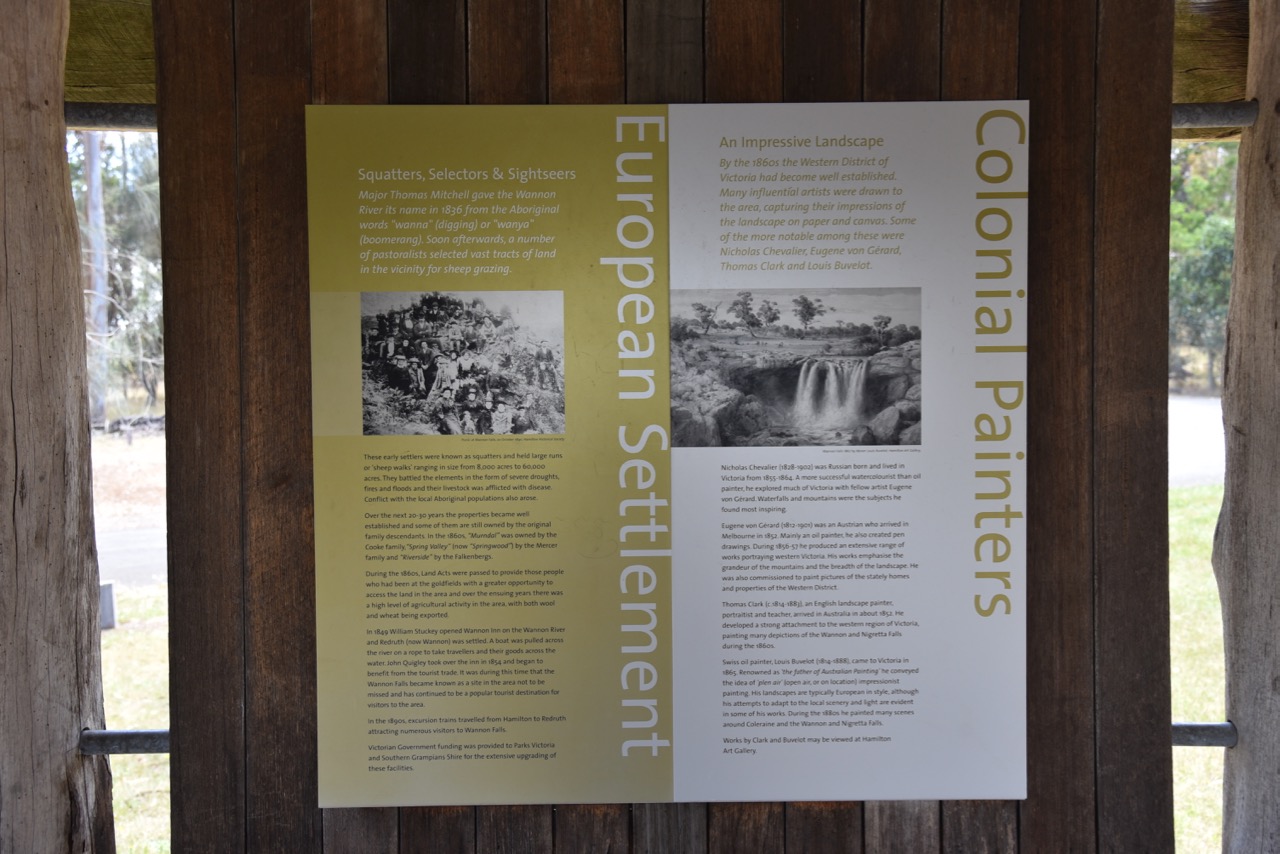 European Settlement
Squatters, Selectors & Sightseers
Major Thomas Mitchell gave the Wannon
River its name in 1836 from the Aboriginal
words "wanna" (digging) or "wanya"
(boomerang). Soon afterwards, a number
of pastoralists selected vast tracts of land
in the vicinity for sheep grazing.
These early settlers were known as squatters and held large runs
or 'sheep walks' ranging in size from 8,000 acres to 60,000
acres. They battled the elements in the form of severe droughts,
fires and floods and their livestock was afflicted with disease.
Conflict with the local Aboriginal populations also arose.
Over the next 20-30 years the properties became well
established and some of them are still owned by the original
family descendants. In the 1860s, "Murndal" was owned by the
Cooke family, "Spring Valley" (now "Springwood") by the Mercer
family and "Riverside" by the Falkenbergs.
During the 1860s, Land Acts were passed to provide those people
who had been at the goldfields with a greater opportunity to
access the land in the area and over the ensuing years there was
a high level of agricultural activity in the area, with both wool
and wheat being exported.
In 1849 William Stuckey opened Wannon Inn on the Wannon River
and Redruth (now Wannon) was settled. A boat was pulled across
the river on a rope to take travellers and their goods across the
water. John Quigley took over the inn in 1854 and began to
benefit from the tourist trade. It was during this time that the
Wannon Falls became known as a site in the area not to be
missed and has continued to be a popular tourist destination for
visitors to the area.
In the 1890s, excursion trains travelled from Hamilton to Redruth
attracting numerous visitors to Wannon Falls.
Victorian Government funding was provided to Parks Victoria
and Southern Grampians Shire for the extensive upgrading of
these facilities.
Colonial Painters
An Impressive Landscape
By the 1860s the Western District of
Victoria had become well established.
Many influential artists were drawn to
the area, capturing their impressions of
the landscape on paper and canvas. Some
of the more notable among these were
Nicholas Chevalier, Eugene von Gérard,
Thomas Clark and Louis Buvelot.
Nicholas Chevalier (1828-1902) was Russian born and lived in
Victoria from 1855-1864. A more successful watercolourist than oil
painter, he explored much of Victoria with fellow artist Eugene
von Gérard. Waterfalls and mountains were the subjects he
found most inspiring.
Eugene von Gérard (1812-1901) was an Austrian who arrived in
Melbourne in 1852. Mainly an oil painter, he also created pen
drawings. During 1856-57 he produced an extensive range of
works portraying western Victoria. His works emphasise the
grandeur of the mountains and the breadth of the landscape. He
was also commissioned to paint pictures of the stately homes
and properties of the Western District.
Thomas Clark (c.1814-1883), an English landscape painter,
portraitist and teacher, arrived in Australia in about 1852. He
developed a strong attachment to the western region of Victoria,
painting many depictions of the Wannon and Nigretta Falls
during the 1860s.
Swiss oil painter, Louis Buvelot (1814-1888), came to Victoria in
1865. Renowned as 'the father of Australian Painting' he conveyed
the idea of 'plen air' (open air, or on location) impressionist
painting. His landscapes are typically European in style, although
his attempts to adapt to the local scenery and light are evident
in some of his works. During the 1880s he painted many scenes
around Coleraine and the Wannon and Nigretta Falls.
Works by Clark and Buvelot may be viewed at Hamilton
Art Gallery.